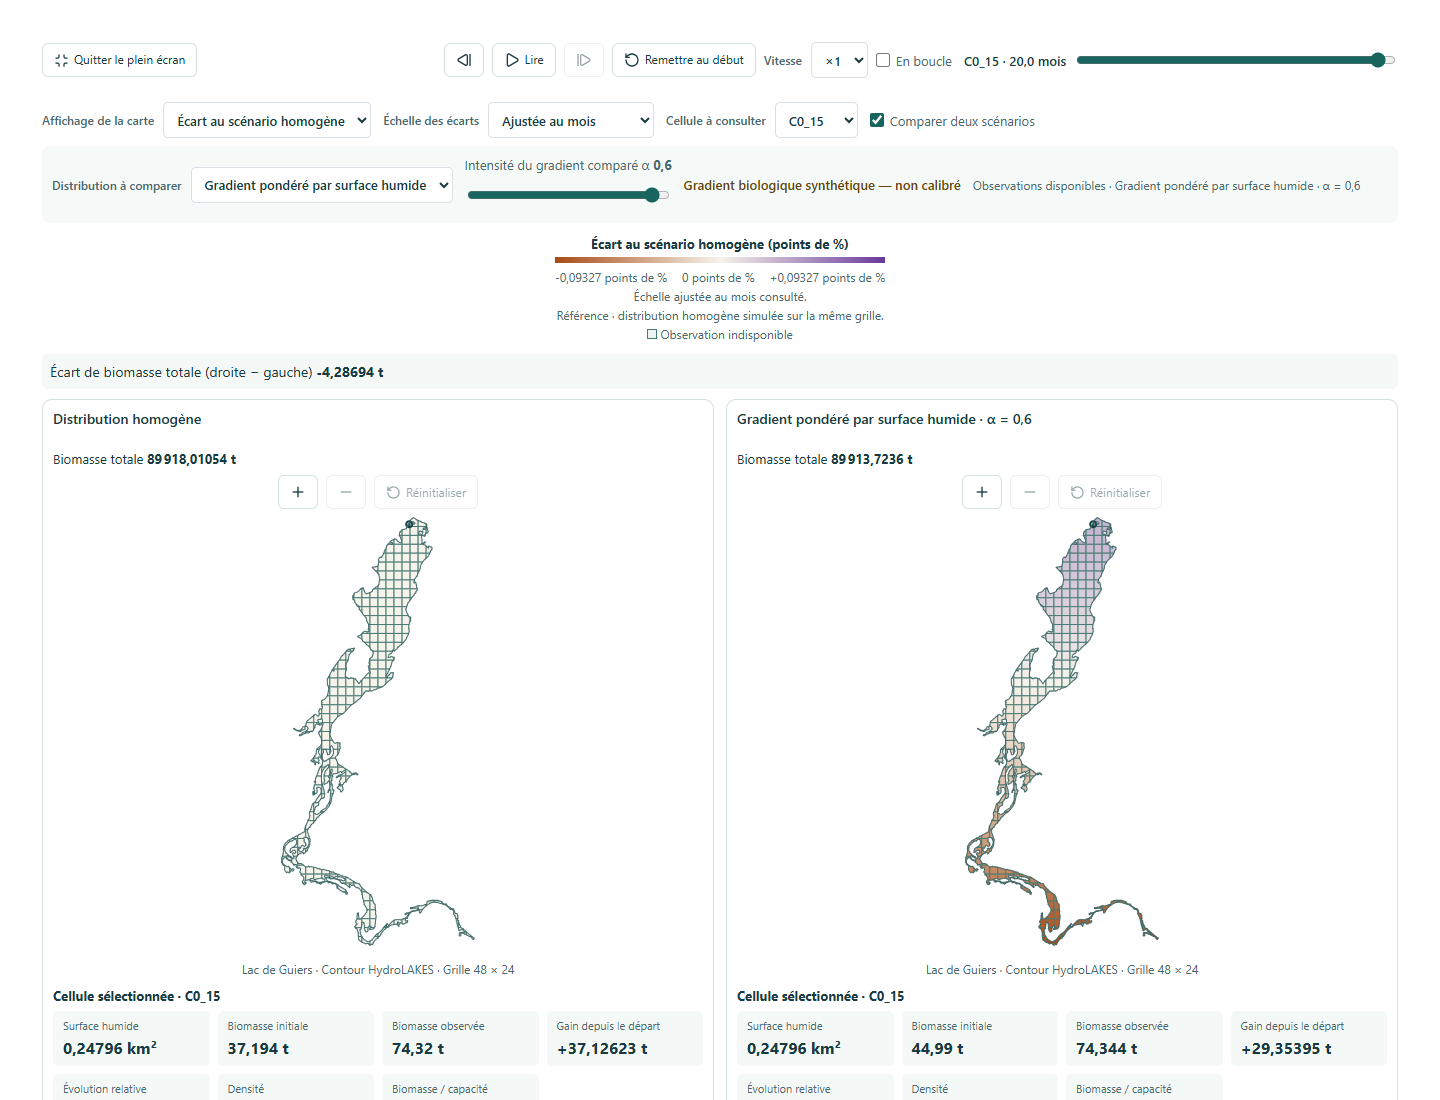 Quitter le plein écran
Lire
Remettre au début
Vitesse
×1
En boucle
C0_15 · 20,0 mois
Affichage de la carte
Écart au scénario homogène
Échelle des écarts
Ajustée au mois
Cellule à consulter
C0_15
Comparer deux scénarios
Distribution à comparer
Gradient pondéré par surface humide
Intensité du gradient comparé α 0,6
Gradient biologique synthétique — non calibré
Observations disponibles · Gradient pondéré par surface humide · α = 0,6
Écart au scénario homogène (points de %)
-0,09327 points de % 0 points de % +0,09327 points de %
Échelle ajustée au mois consulté.
Référence · distribution homogène simulée sur la même grille.
Observation indisponible
Écart de biomasse totale (droite − gauche) -4,28694 t
Distribution homogène
Biomasse totale 89 918,01054 t
+ − Réinitialiser
Lac de Guiers · Contour HydroLAKES · Grille 48 × 24
Cellule sélectionnée · C0_15
Surface humide
0,24796 km²
Biomasse initiale
37,194 t
Biomasse observée
74,32 t
Gain depuis le départ
+37,12623 t
Évolution relative
Densité
Biomasse / capacité
Gradient pondéré par surface humide · α = 0,6
Biomasse totale 89 913,7236 t
+ − Réinitialiser
Lac de Guiers · Contour HydroLAKES · Grille 48 × 24
Cellule sélectionnée · C0_15
Surface humide
0,24796 km²
Biomasse initiale
44,99 t
Biomasse observée
74,344 t
Gain depuis le départ
+29,35395 t
Évolution relative
Densité
Biomasse / capacité